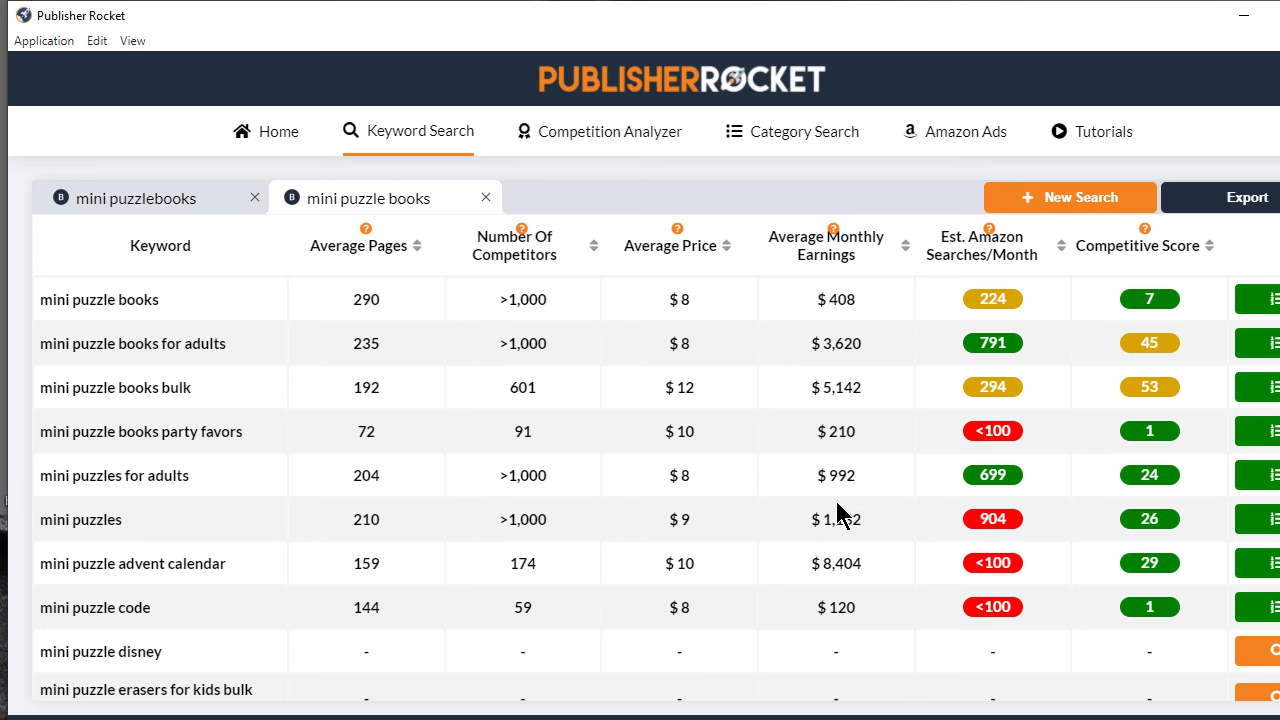 Publisher Rocket
Application Edit View
PUBLISHERROCKET
Home Keyword Search Competition Analyzer Category Search Amazon Ads Tutorials
B mini puzzlebooks × B mini puzzle books × + New Search Export
Keyword Average Pages ? Number Of Competitors ? Average Price ? Average Monthly Earnings ? Est. Amazon Searches/Month ? Competitive Score ?
mini puzzle books 290 >1,000 $ 8 $ 408 224 7
mini puzzle books for adults 235 >1,000 $ 8 $ 3,620 791 45
mini puzzle books bulk 192 601 $ 12 $ 5,142 294 53
mini puzzle books party favors 72 91 $ 10 $ 210 <100 1
mini puzzles for adults 204 >1,000 $ 8 $ 992 699 24
mini puzzles 210 >1,000 $ 9 904 26
mini puzzle advent calendar 159 174 $ 10 $ 8,404 <100 29
mini puzzle code 144 59 $ 8 $ 120 <100 1
mini puzzle disney - - - - - -
mini puzzle erasers for kids bulk - - - - - -